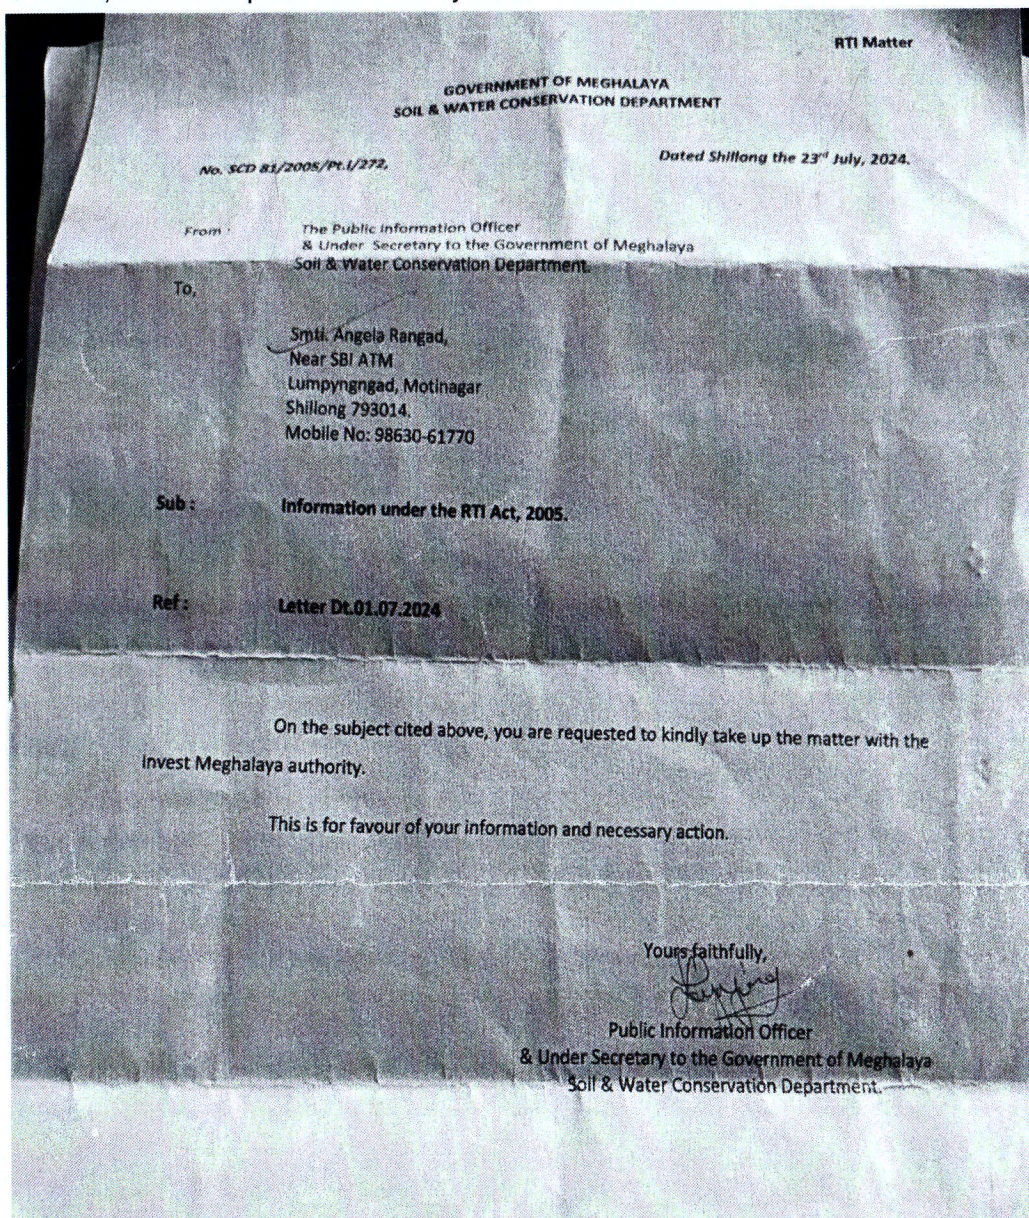 RTI Matter
GOVERNMENT OF MEGHALAYA
SOIL & WATER CONSERVATION DEPARTMENT
No. SCD 81/2005/Pt.I/272, Dated Shillong the 23rd July, 2024.
From : The Public Information Officer
& Under Secretary to the Government of Meghalaya
Soil & Water Conservation Department.
To,
Smti. Angela Rangad,
Near SBI ATM
Lumpyngngad, Motinagar
Shillong 793014.
Mobile No: 98630-61770
Sub : Information under the RTI Act, 2005.
Ref : Letter Dt.01.07.2024
On the subject cited above, you are requested to kindly take up the matter with the
Invest Meghalaya authority.
This is for favour of your information and necessary action.
Yours faithfully,
Public Information Officer
& Under Secretary to the Government of Meghalaya
Soil & Water Conservation Department.